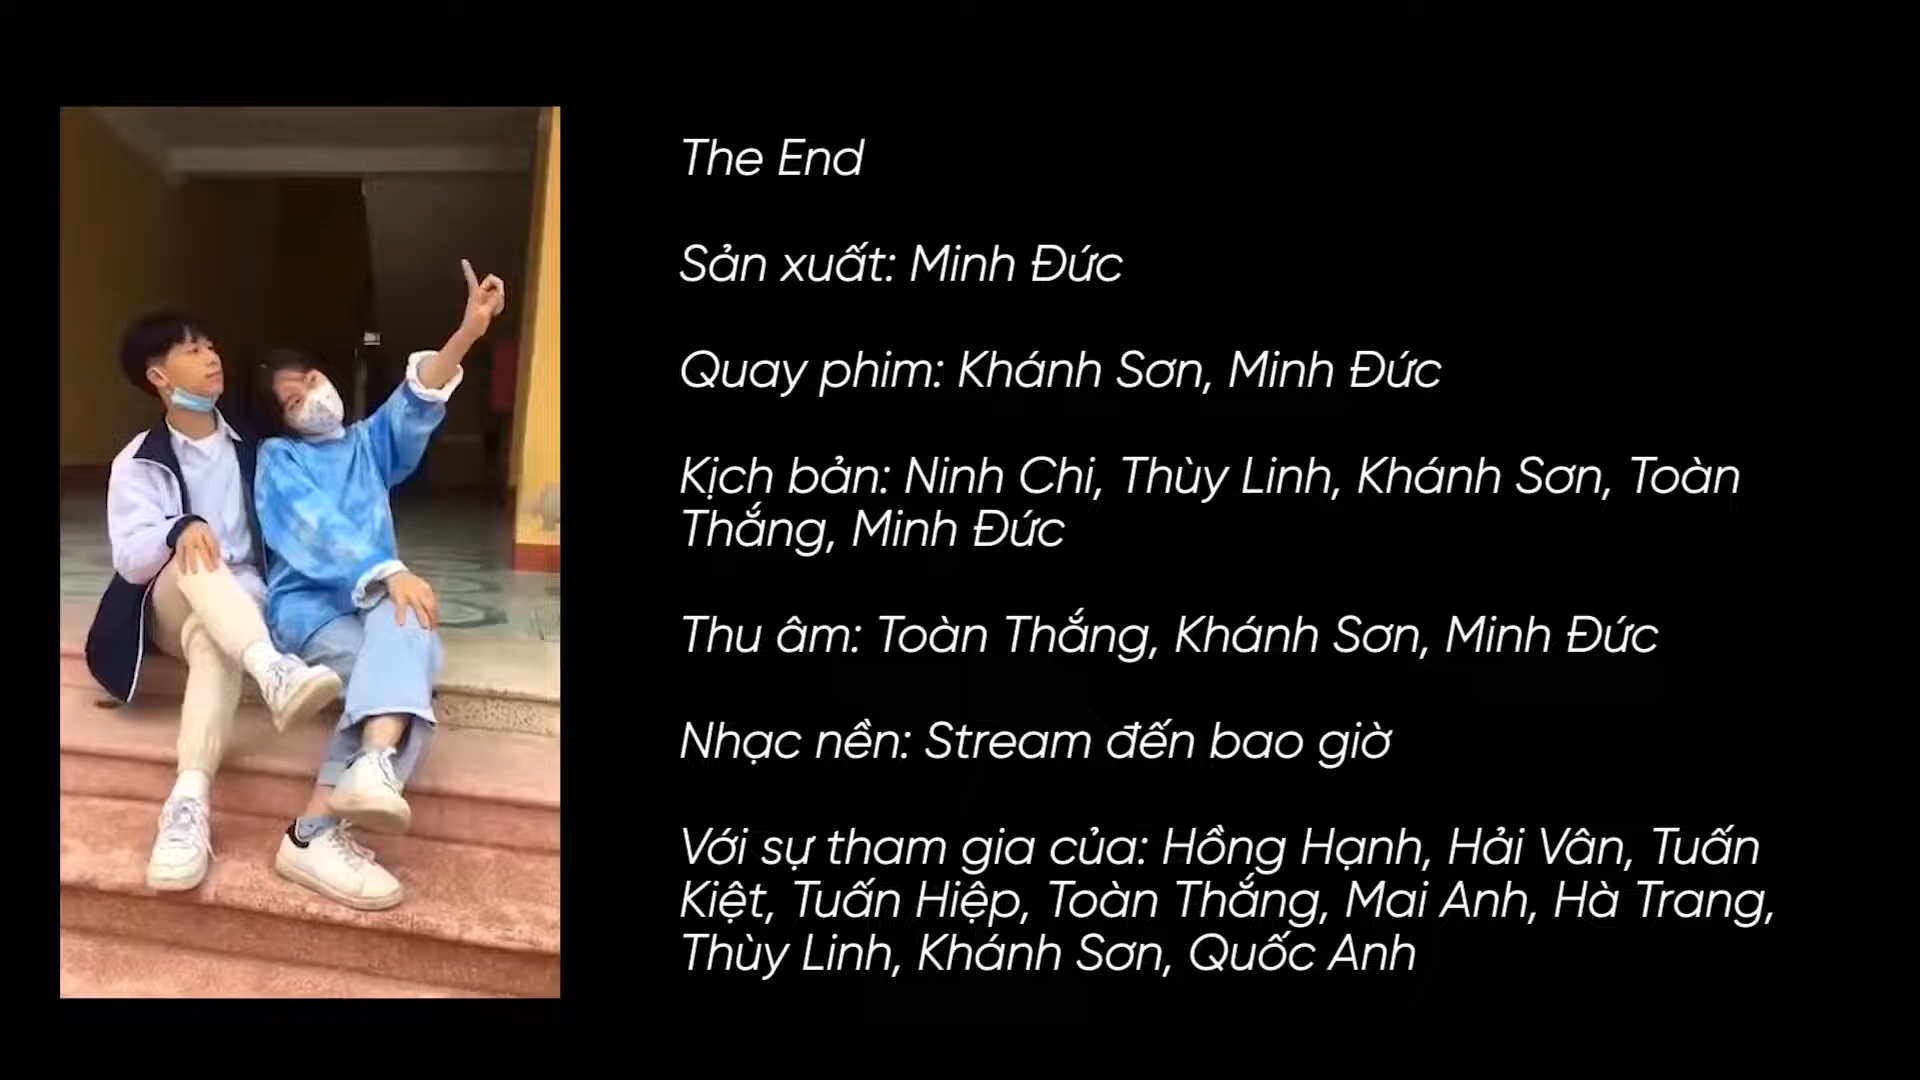 The End
Sản xuất: Minh Đức
Quay phim: Khánh Sơn, Minh Đức
Kịch bản: Ninh Chi, Thùy Linh, Khánh Sơn, Toàn
Thắng, Minh Đức
Thu âm: Toàn Thắng, Khánh Sơn, Minh Đức
Nhạc nền: Stream đến bao giờ
Với sự tham gia của: Hồng Hạnh, Hải Vân, Tuấn
Kiệt, Tuấn Hiệp, Toàn Thắng, Mai Anh, Hà Trang,
Thùy Linh, Khánh Sơn, Quốc Anh